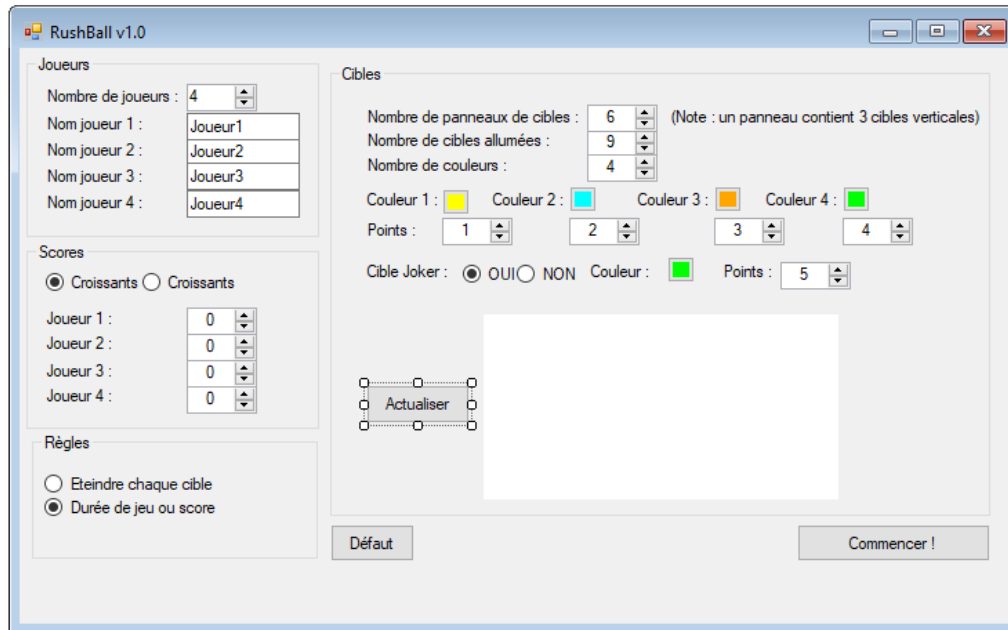 RushBall v1.0
Joueurs
Nombre de joueurs : 4
Nom joueur 1 : Joueur1
Nom joueur 2 : Joueur2
Nom joueur 3 : Joueur3
Nom joueur 4 : Joueur4
Scores
Croissants Croissants
Joueur 1 : 0
Joueur 2 : 0
Joueur 3 : 0
Joueur 4 : 0
Règles
Eteindre chaque cible
Durée de jeu ou score
Cibles
Nombre de panneaux de cibles : 6 (Note : un panneau contient 3 cibles verticales)
Nombre de cibles allumées : 9
Nombre de couleurs : 4
Couleur 1 : Couleur 2 : Couleur 3 : Couleur 4 :
Points : 1 2 3 4
Cible Joker : OUI NON Couleur : Points : 5
Actualiser
Défaut
Commencer !